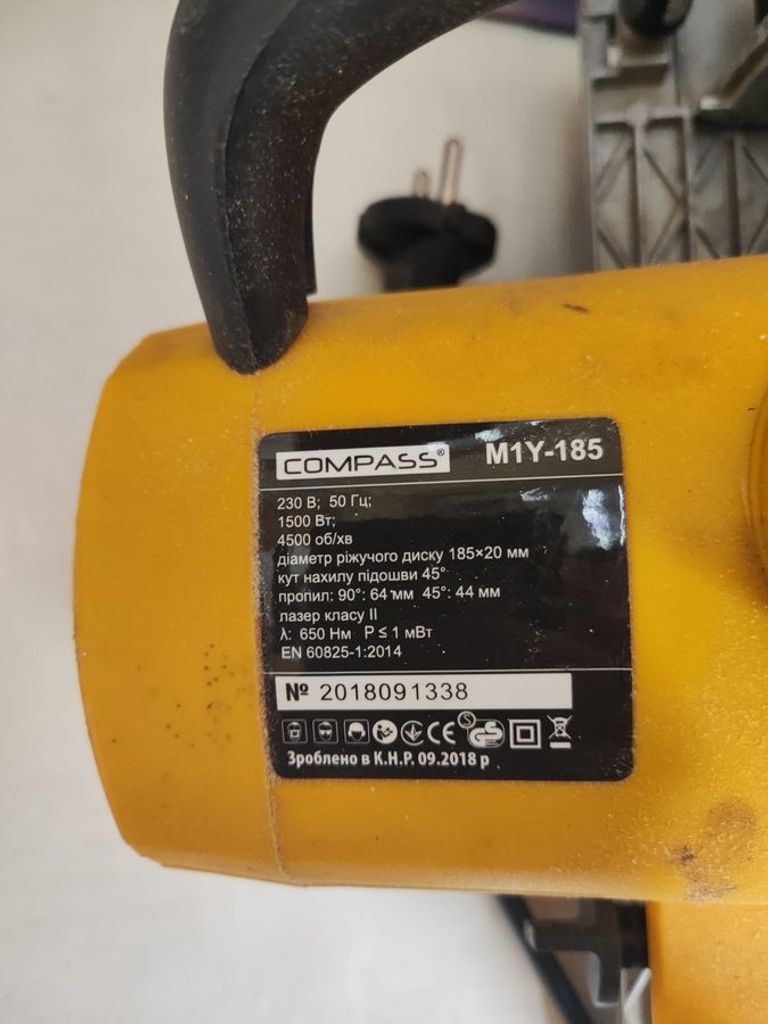 COMPASS® M1Y-185
230 В; 50 Гц;
1500 Вт;
4500 об/хв
діаметр ріжучого диску 185×20 мм
кут нахилу підошви 45°
пропил: 90°: 64 мм 45°: 44 мм
лазер класу II
λ: 650 Нм P ≤ 1 мВт
EN 60825-1:2014
№ 2018091338
CE S GS
Зроблено в К.Н.Р. 09.2018 р